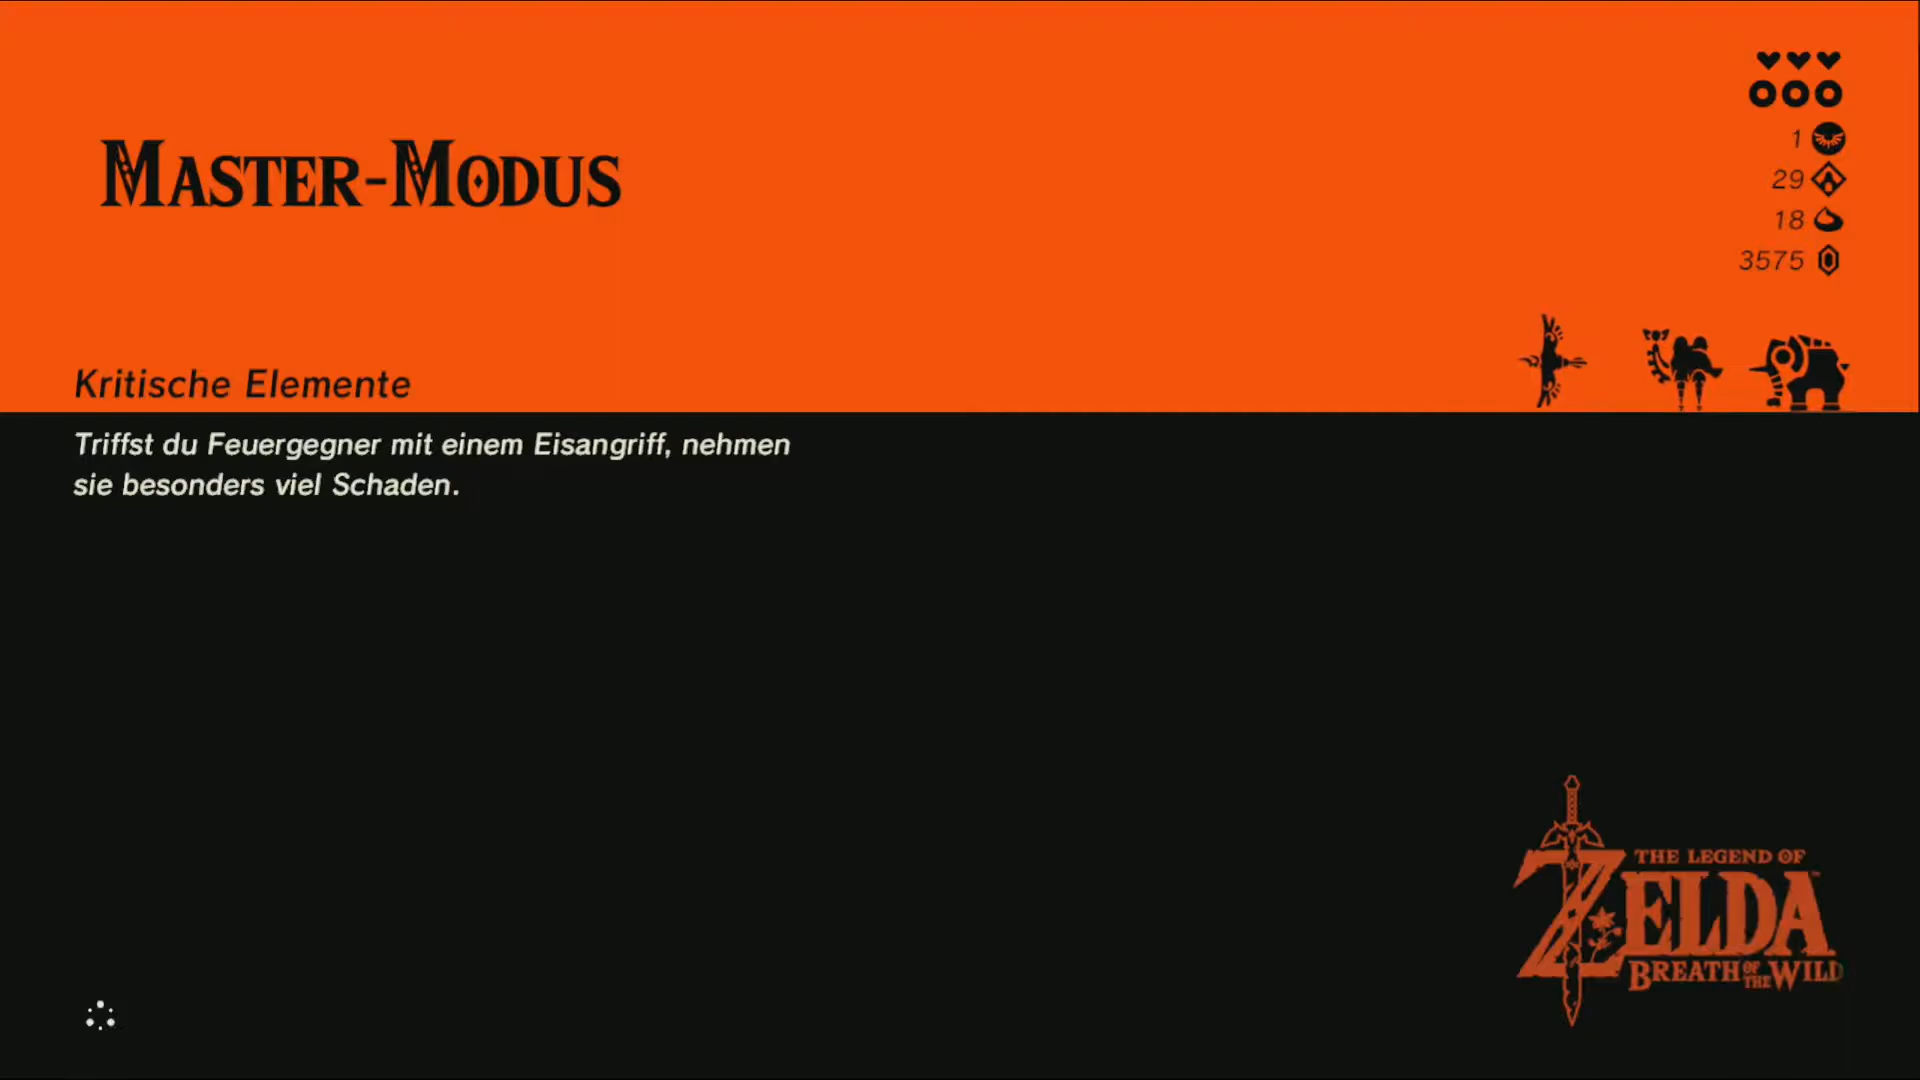 MASTER-MODUS
1
29
18
3575
Kritische Elemente
Triffst du Feuergegner mit einem Eisangriff, nehmen
sie besonders viel Schaden.
THE LEGEND OF
ZELDA
BREATH OF THE WILD